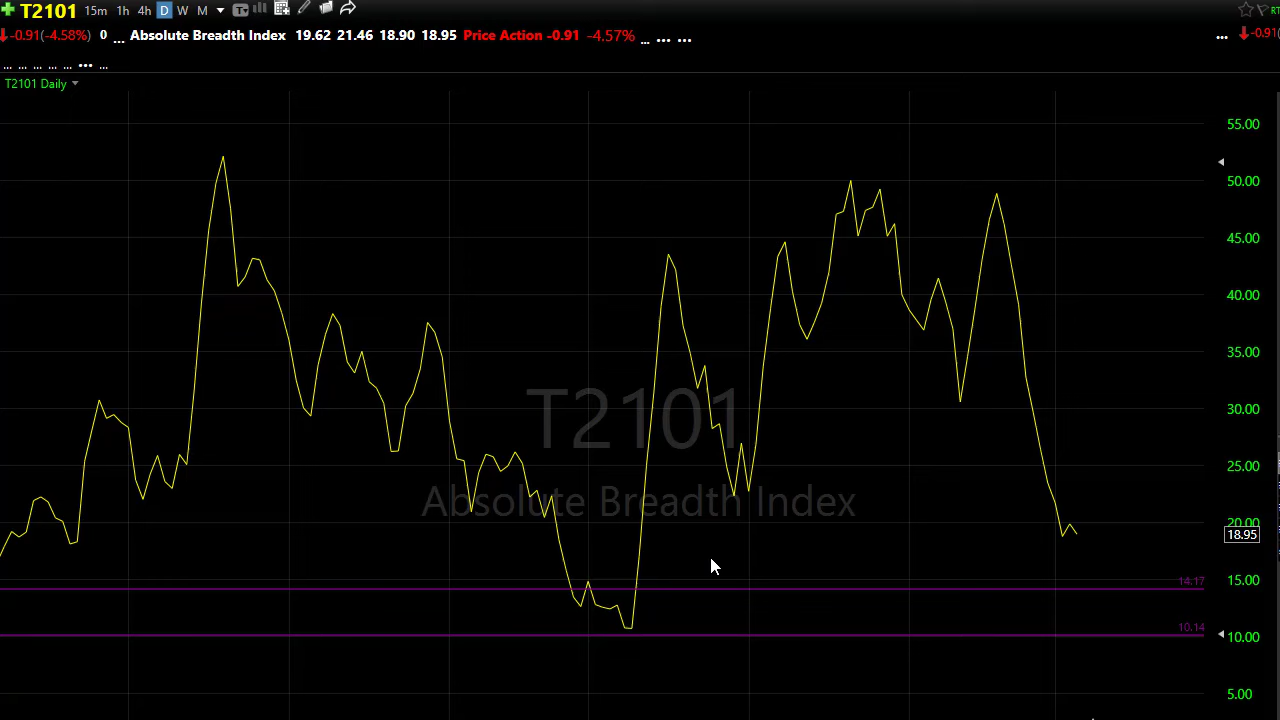 T2101 15m 1h 4h D W M T RT
-0.91(-4.58%) 0 ... Absolute Breadth Index 19.62 21.46 18.90 18.95 Price Action -0.91 -4.57% ... ... ... ... -0.91(
... ... ... ... ... ... ...
T2101 Daily
55.00
50.00
45.00
40.00
35.00
30.00
T2101
25.00
Absolute Breadth Index
20.00
18.95
14.17
15.00
10.14
10.00
5.00